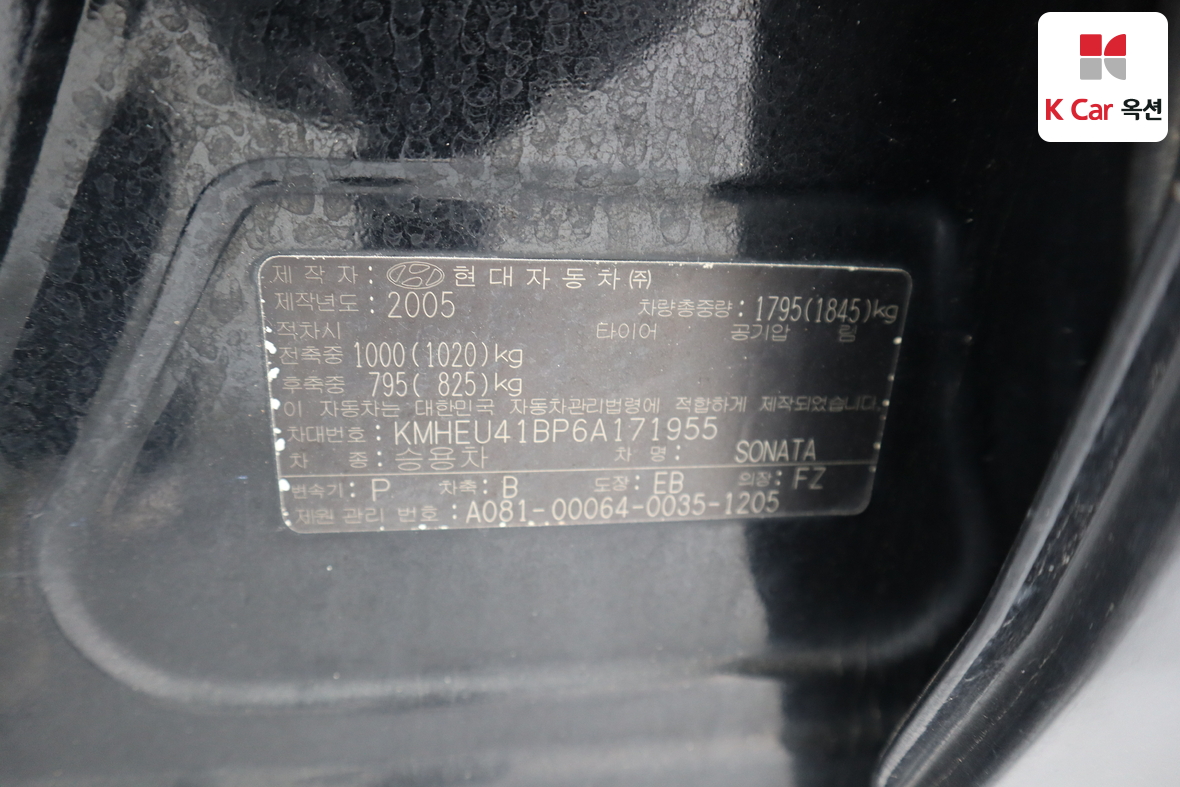 K Car 옥션
제 작 자 : 현 대 자 동 차 ㈜
제작년도 : 2005 차량총중량 : 1795(1845)kg
적차시 타이어 공기압 림
전축중 1000(1020)kg
후축중 795( 825)kg
이 자동차는 대한민국 자동차관리법령에 적합하게 제작되었습니다.
차대번호 : KMHEU41BP6A171955
차 종 : 승용차 차 명 : SONATA
변속기 : P 차축 : B 도장 : EB 의장 : FZ
제원 관리 번호 : A081-00064-0035-1205